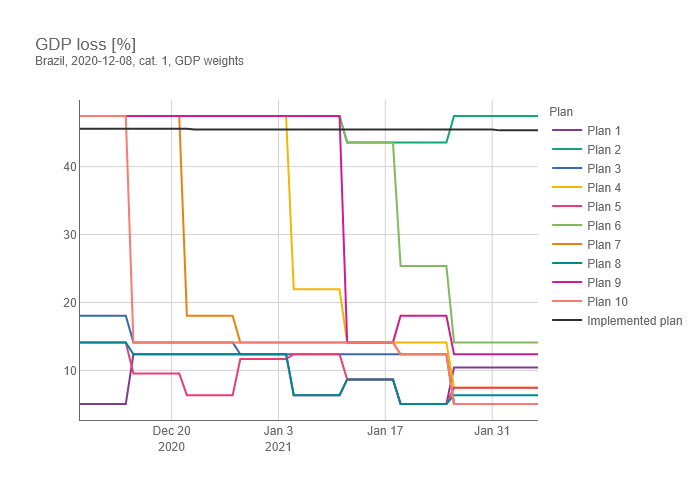 GDP loss [%]
Brazil, 2020-12-08, cat. 1, GDP weights
Plan
Plan 1
Plan 2
Plan 3
Plan 4
Plan 5
Plan 6
Plan 7
Plan 8
Plan 9
Plan 10
Implemented plan
40
30
20
10
Dec 20
2020
Jan 3
2021
Jan 17
Jan 31